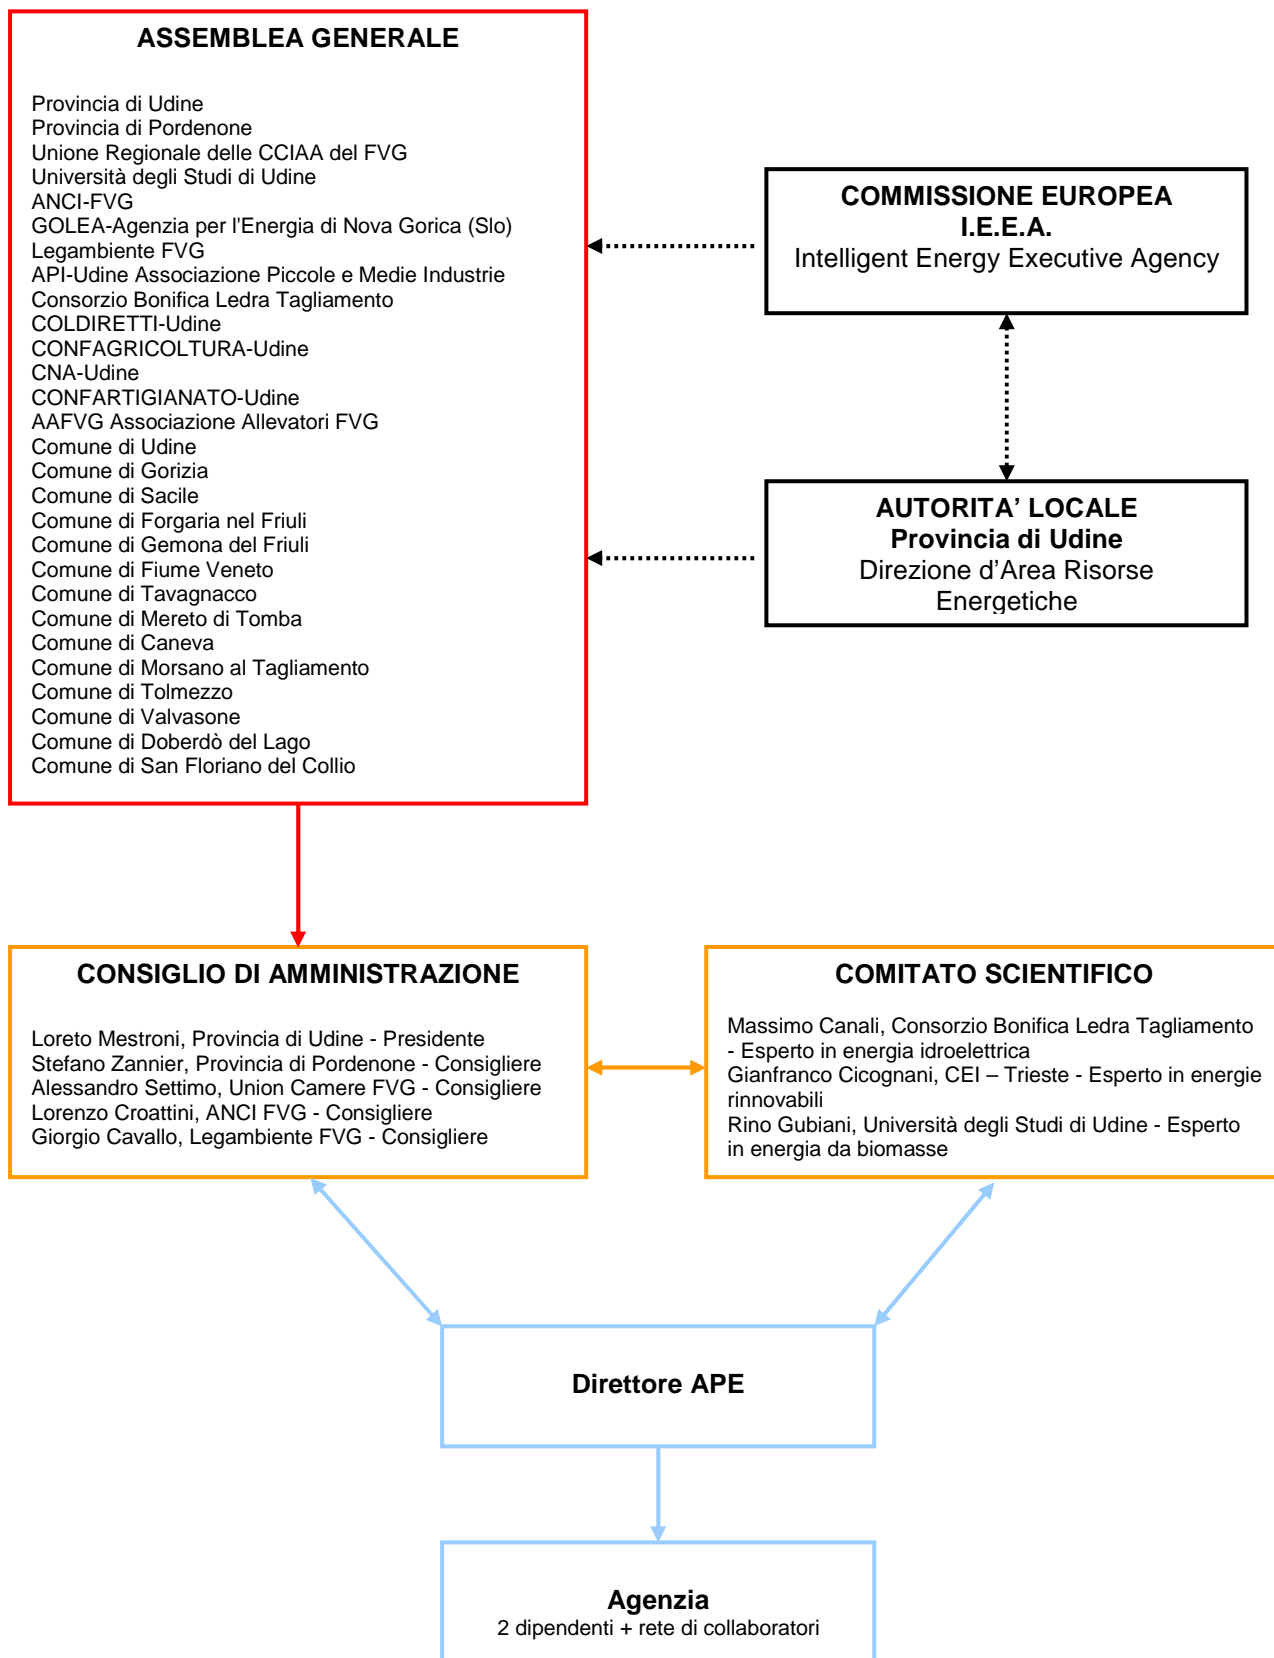 ASSEMBLEA GENERALE
Provincia di Udine
Provincia di Pordenone
Unione Regionale delle CCIAA del FVG
Università degli Studi di Udine
ANCI-FVG
GOLEA-Agenzia per l'Energia di Nova Gorica (Slo)
Legambiente FVG
API-Udine Associazione Piccole e Medie Industrie
Consorzio Bonifica Ledra Tagliamento
COLDIRETTI-Udine
CONFAGRICOLTURA-Udine
CNA-Udine
CONFARTIGIANATO-Udine
AAFVG Associazione Allevatori FVG
Comune di Udine
Comune di Gorizia
Comune di Sacile
Comune di Forgaria nel Friuli
Comune di Gemona del Friuli
Comune di Fiume Veneto
Comune di Tavagnacco
Comune di Mereto di Tomba
Comune di Caneva
Comune di Morsano al Tagliamento
Comune di Tolmezzo
Comune di Valvasone
Comune di Doberdò del Lago
Comune di San Floriano del Collio
COMMISSIONE EUROPEA
I.E.E.A.
Intelligent Energy Executive Agency
AUTORITA’ LOCALE
Provincia di Udine
Direzione d’Area Risorse
Energetiche
CONSIGLIO DI AMMINISTRAZIONE
Loreto Mestroni, Provincia di Udine - Presidente
Stefano Zannier, Provincia di Pordenone - Consigliere
Alessandro Settimo, Union Camere FVG - Consigliere
Lorenzo Croattini, ANCI FVG - Consigliere
Giorgio Cavallo, Legambiente FVG - Consigliere
COMITATO SCIENTIFICO
Massimo Canali, Consorzio Bonifica Ledra Tagliamento
- Esperto in energia idroelettrica
Gianfranco Cicognani, CEI – Trieste - Esperto in energie
rinnovabili
Rino Gubiani, Università degli Studi di Udine - Esperto
in energia da biomasse
Direttore APE
Agenzia
2 dipendenti + rete di collaboratori